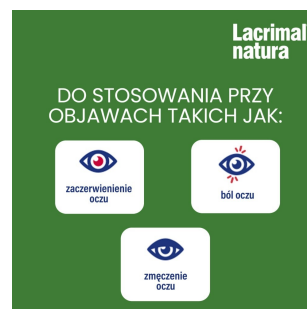 Lacrimal
natura
DO STOSOWANIA PRZY
OBJAWACH TAKICH JAK:
zaczerwienienie
oczu
ból oczu
zmęczenie
oczu